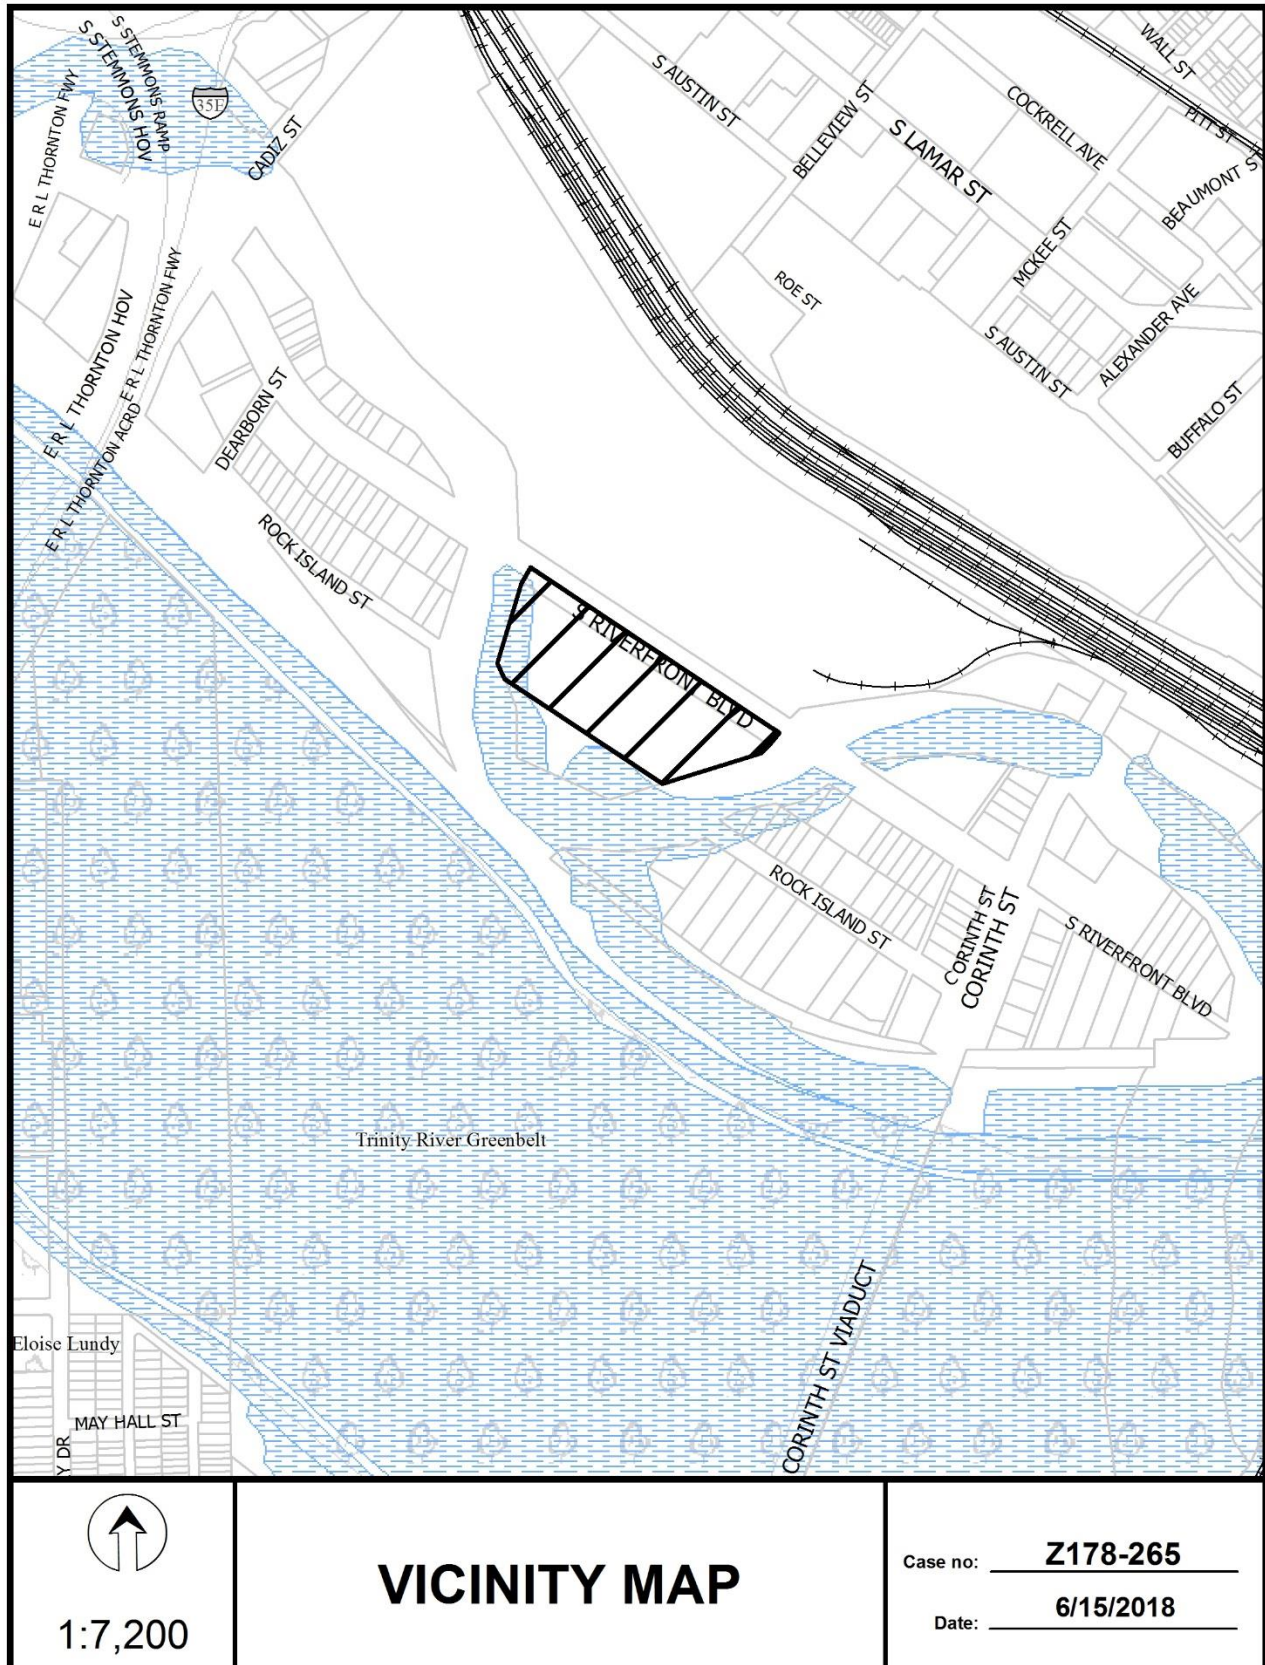 S STEMMONS RAMP
S STEMMONS HOV
35E
E R L THORNTON FWY
CADIZ ST
S AUSTIN ST
BELLEVIEW ST
S LAMAR ST
COCKRELL AVE
WALL ST
PITT ST
BEAUMONT S
MCKEE ST
ROE ST
ALEXANDER AVE
S AUSTIN ST
BUFFALO ST
E R L THORNTON HOV
E R L THORNTON FWY
E R L THORNTON ACRD
DEARBORN ST
ROCK ISLAND ST
S RIVERFRONT BLVD
ROCK ISLAND ST
CORINTH ST
CORINTH ST
S RIVERFRONT BLVD
Trinity River Greenbelt
CORINTH ST VIADUCT
Eloise Lundy
MAY HALL ST
Y DR
1:7,200
VICINITY MAP
Case no: Z178-265
Date: 6/15/2018